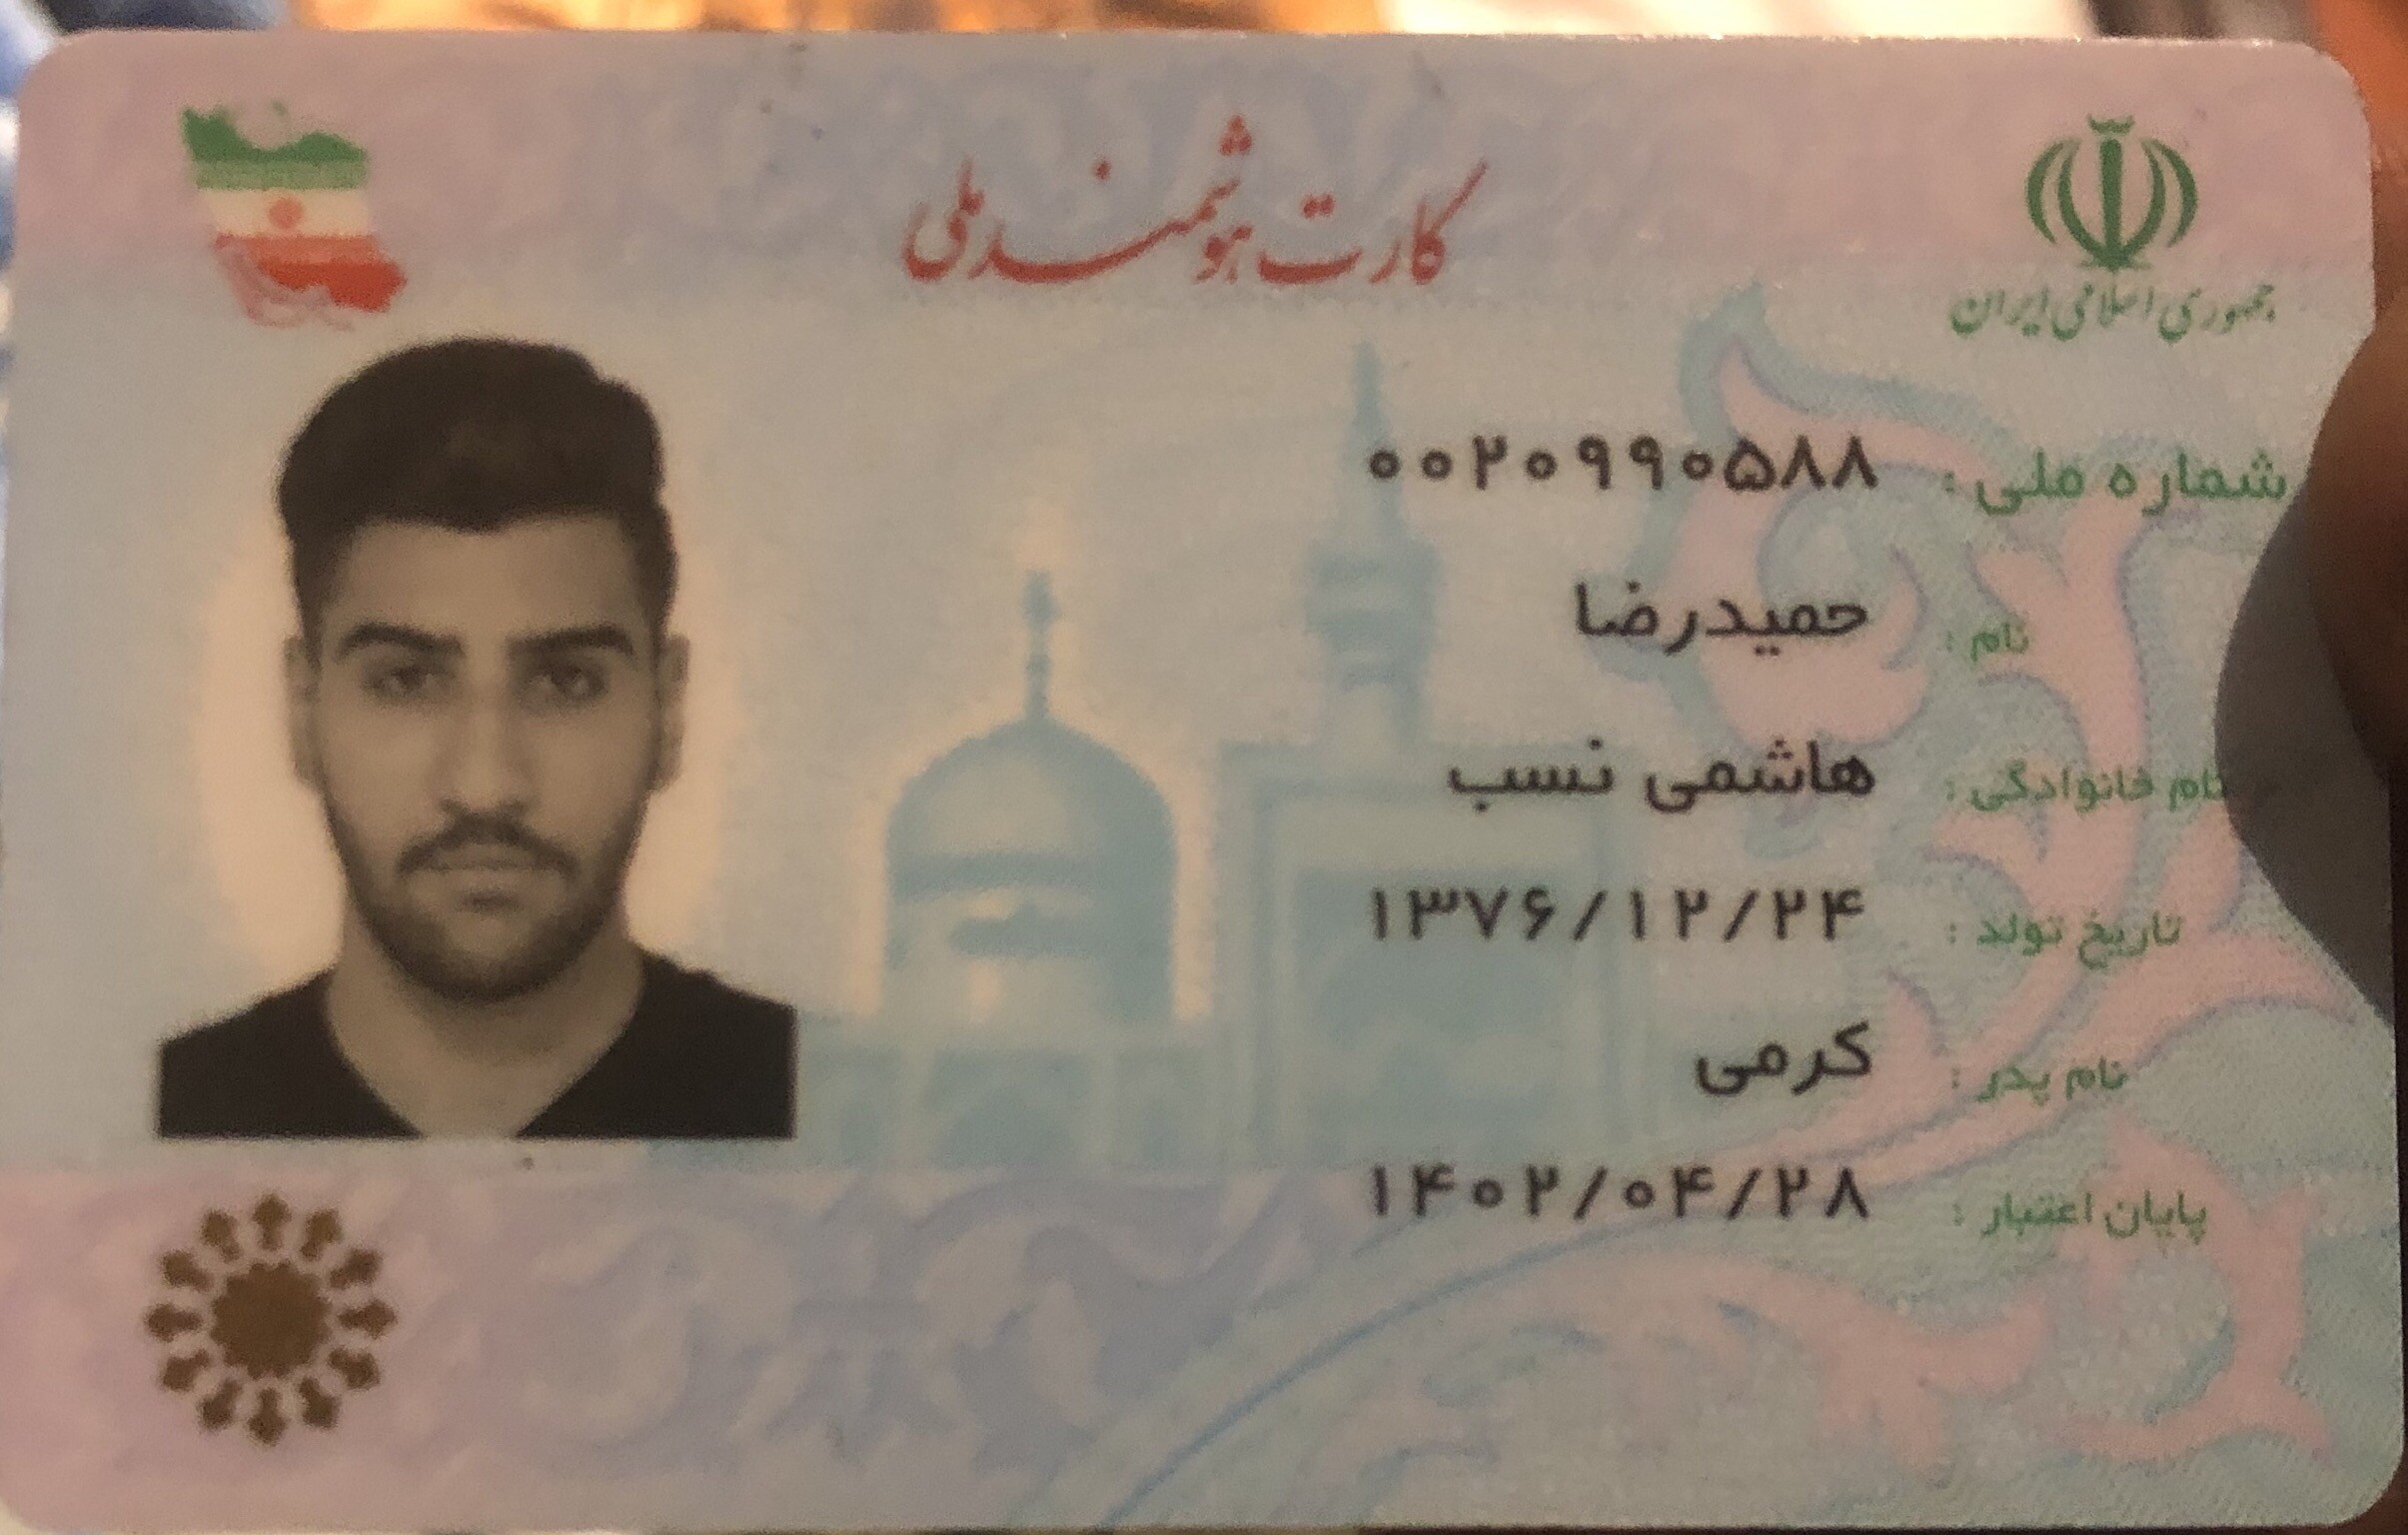 کارت هوشمند ملی
جمهوری اسلامی ایران
شماره ملی : ۰۰۲۰۹۹۰۵۸۸
نام : حمیدرضا
نام خانوادگی : هاشمی نسب
تاریخ تولد : ۱۳۷۶/۱۲/۲۴
نام پدر : کرمی
پایان اعتبار : ۱۴۰۲/۰۴/۲۸